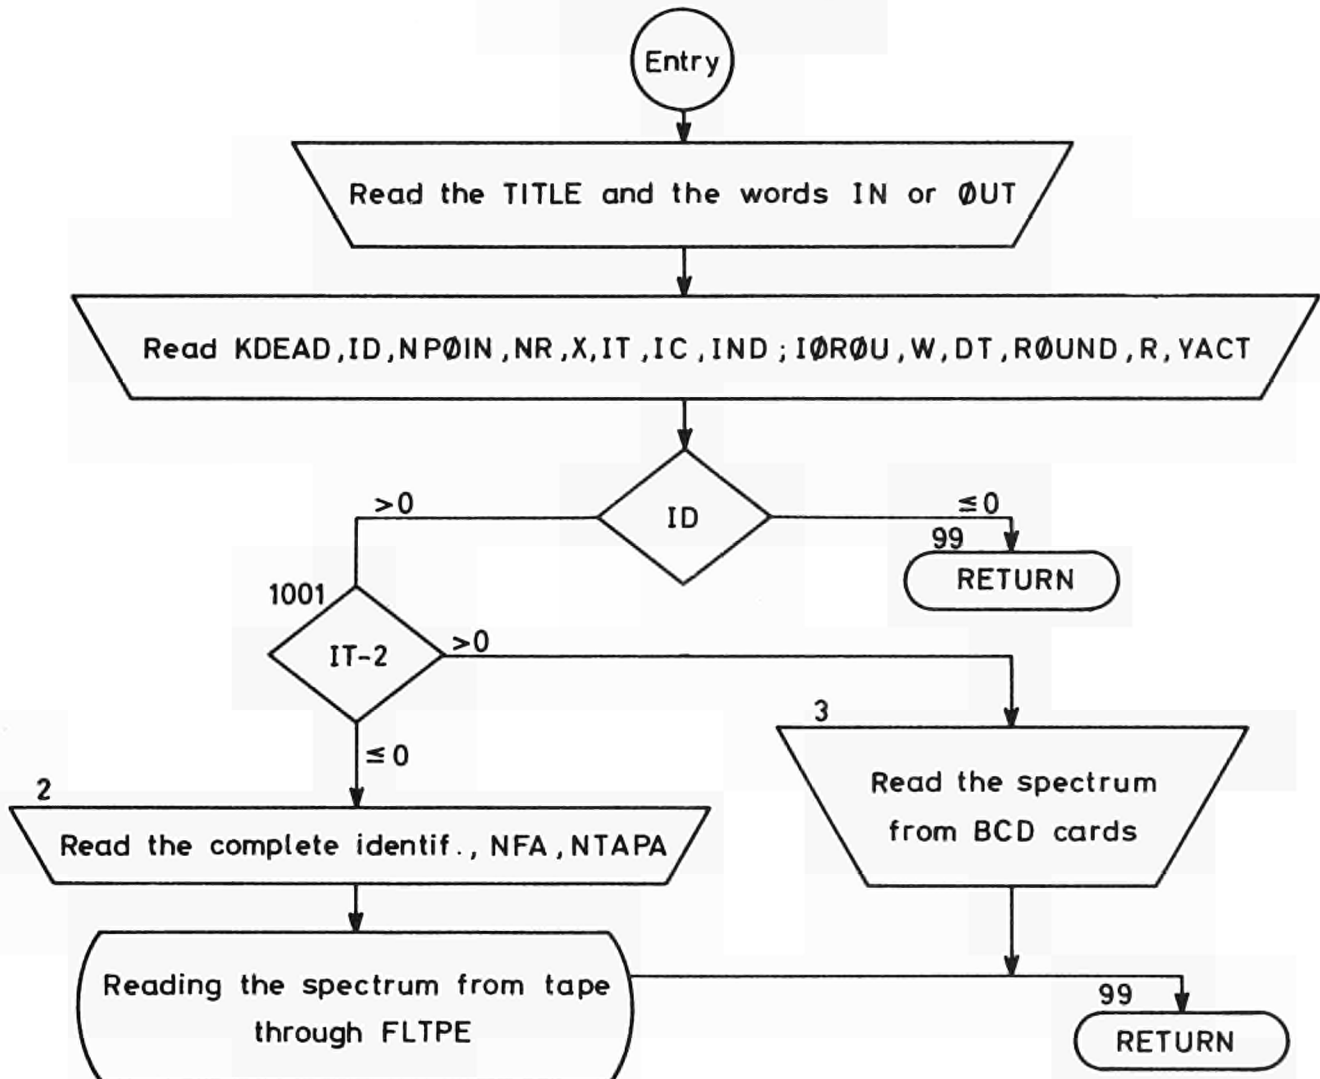 Entry
Read the TITLE and the words IN or ØUT
Read KDEAD,ID,NPØIN,NR,X,IT,IC,IND;IØRØU,W,DT,RØUND,R,YACT
>0
ID
≦0
99
RETURN
1001
IT-2
>0
≦0
3
Read the spectrum
from BCD cards
2
Read the complete identif., NFA,NTAPA
Reading the spectrum from tape
through FLTPE
99
RETURN